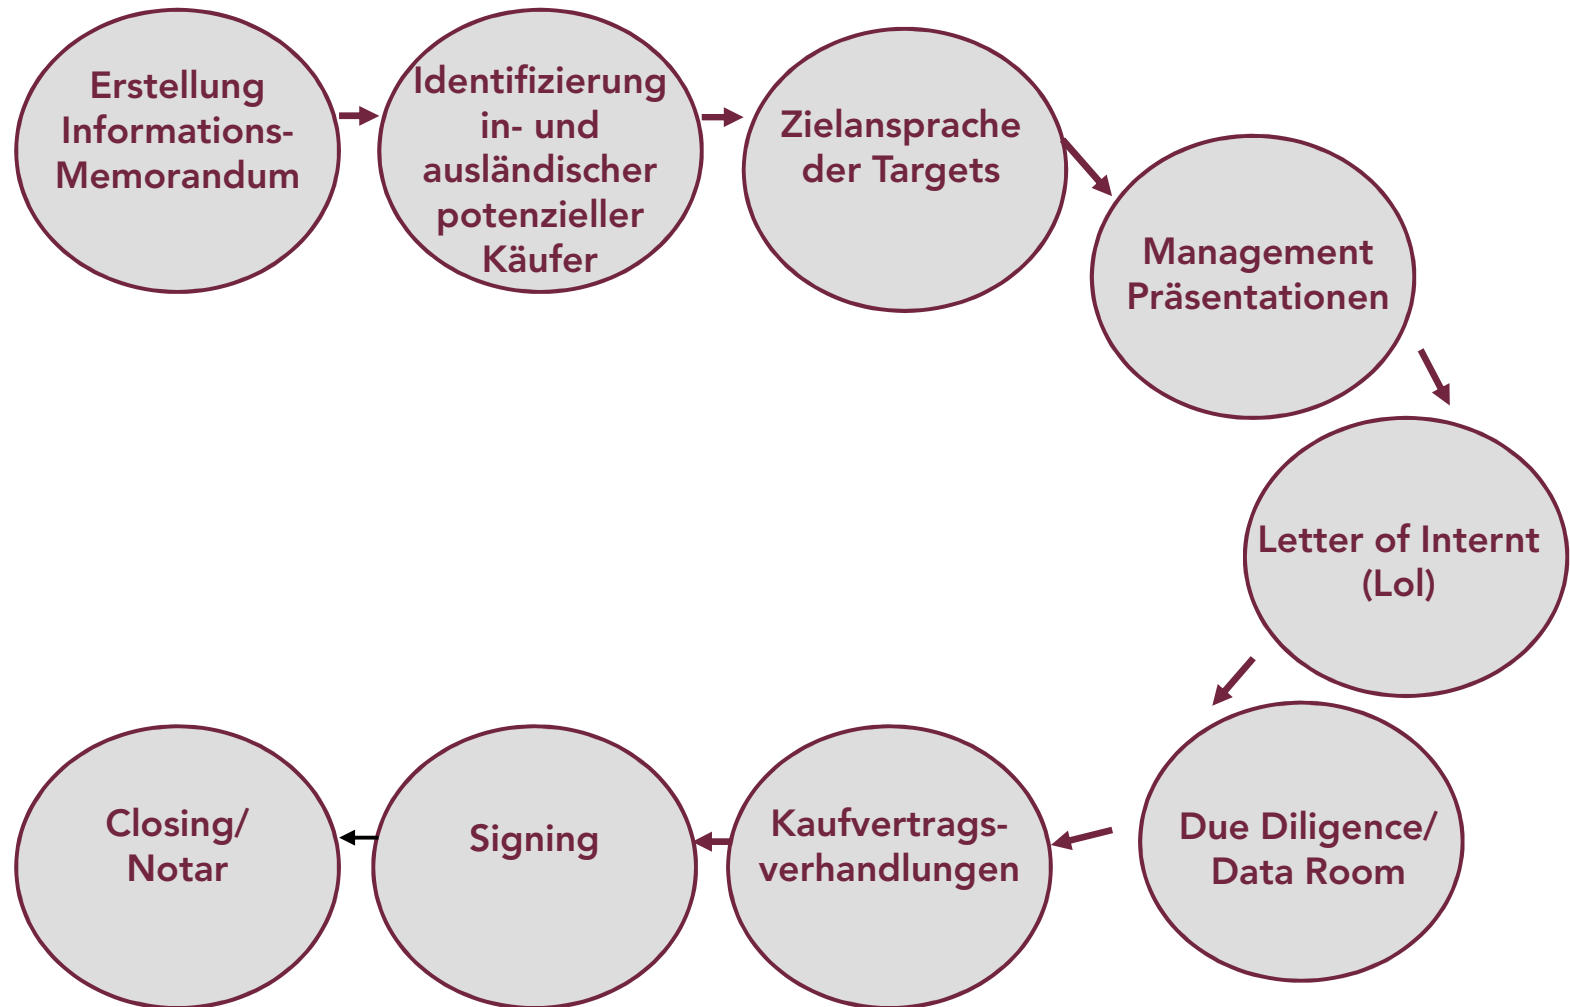 Erstellung
Informations-
Memorandum
Identifizierung
in- und
ausländischer
potenzieller
Käufer
Zielansprache
der Targets
Management
Präsentationen
Letter of Internt
(LoI)
Due Diligence/
Data Room
Kaufvertrags-
verhandlungen
Signing
Closing/
Notar